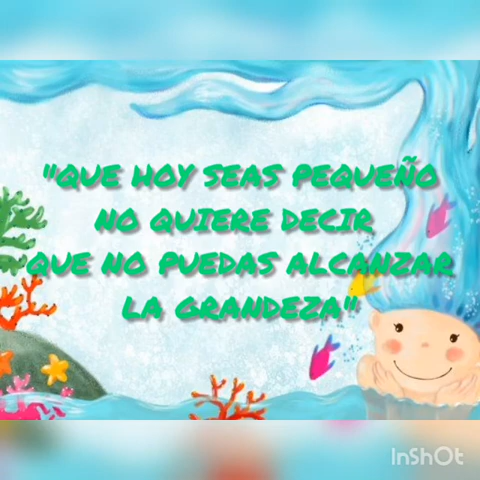 "QUE HOY SEAS PEQUEÑO
NO QUIERE DECIR
QUE NO PUEDAS ALCANZAR
LA GRANDEZA"
InShOt